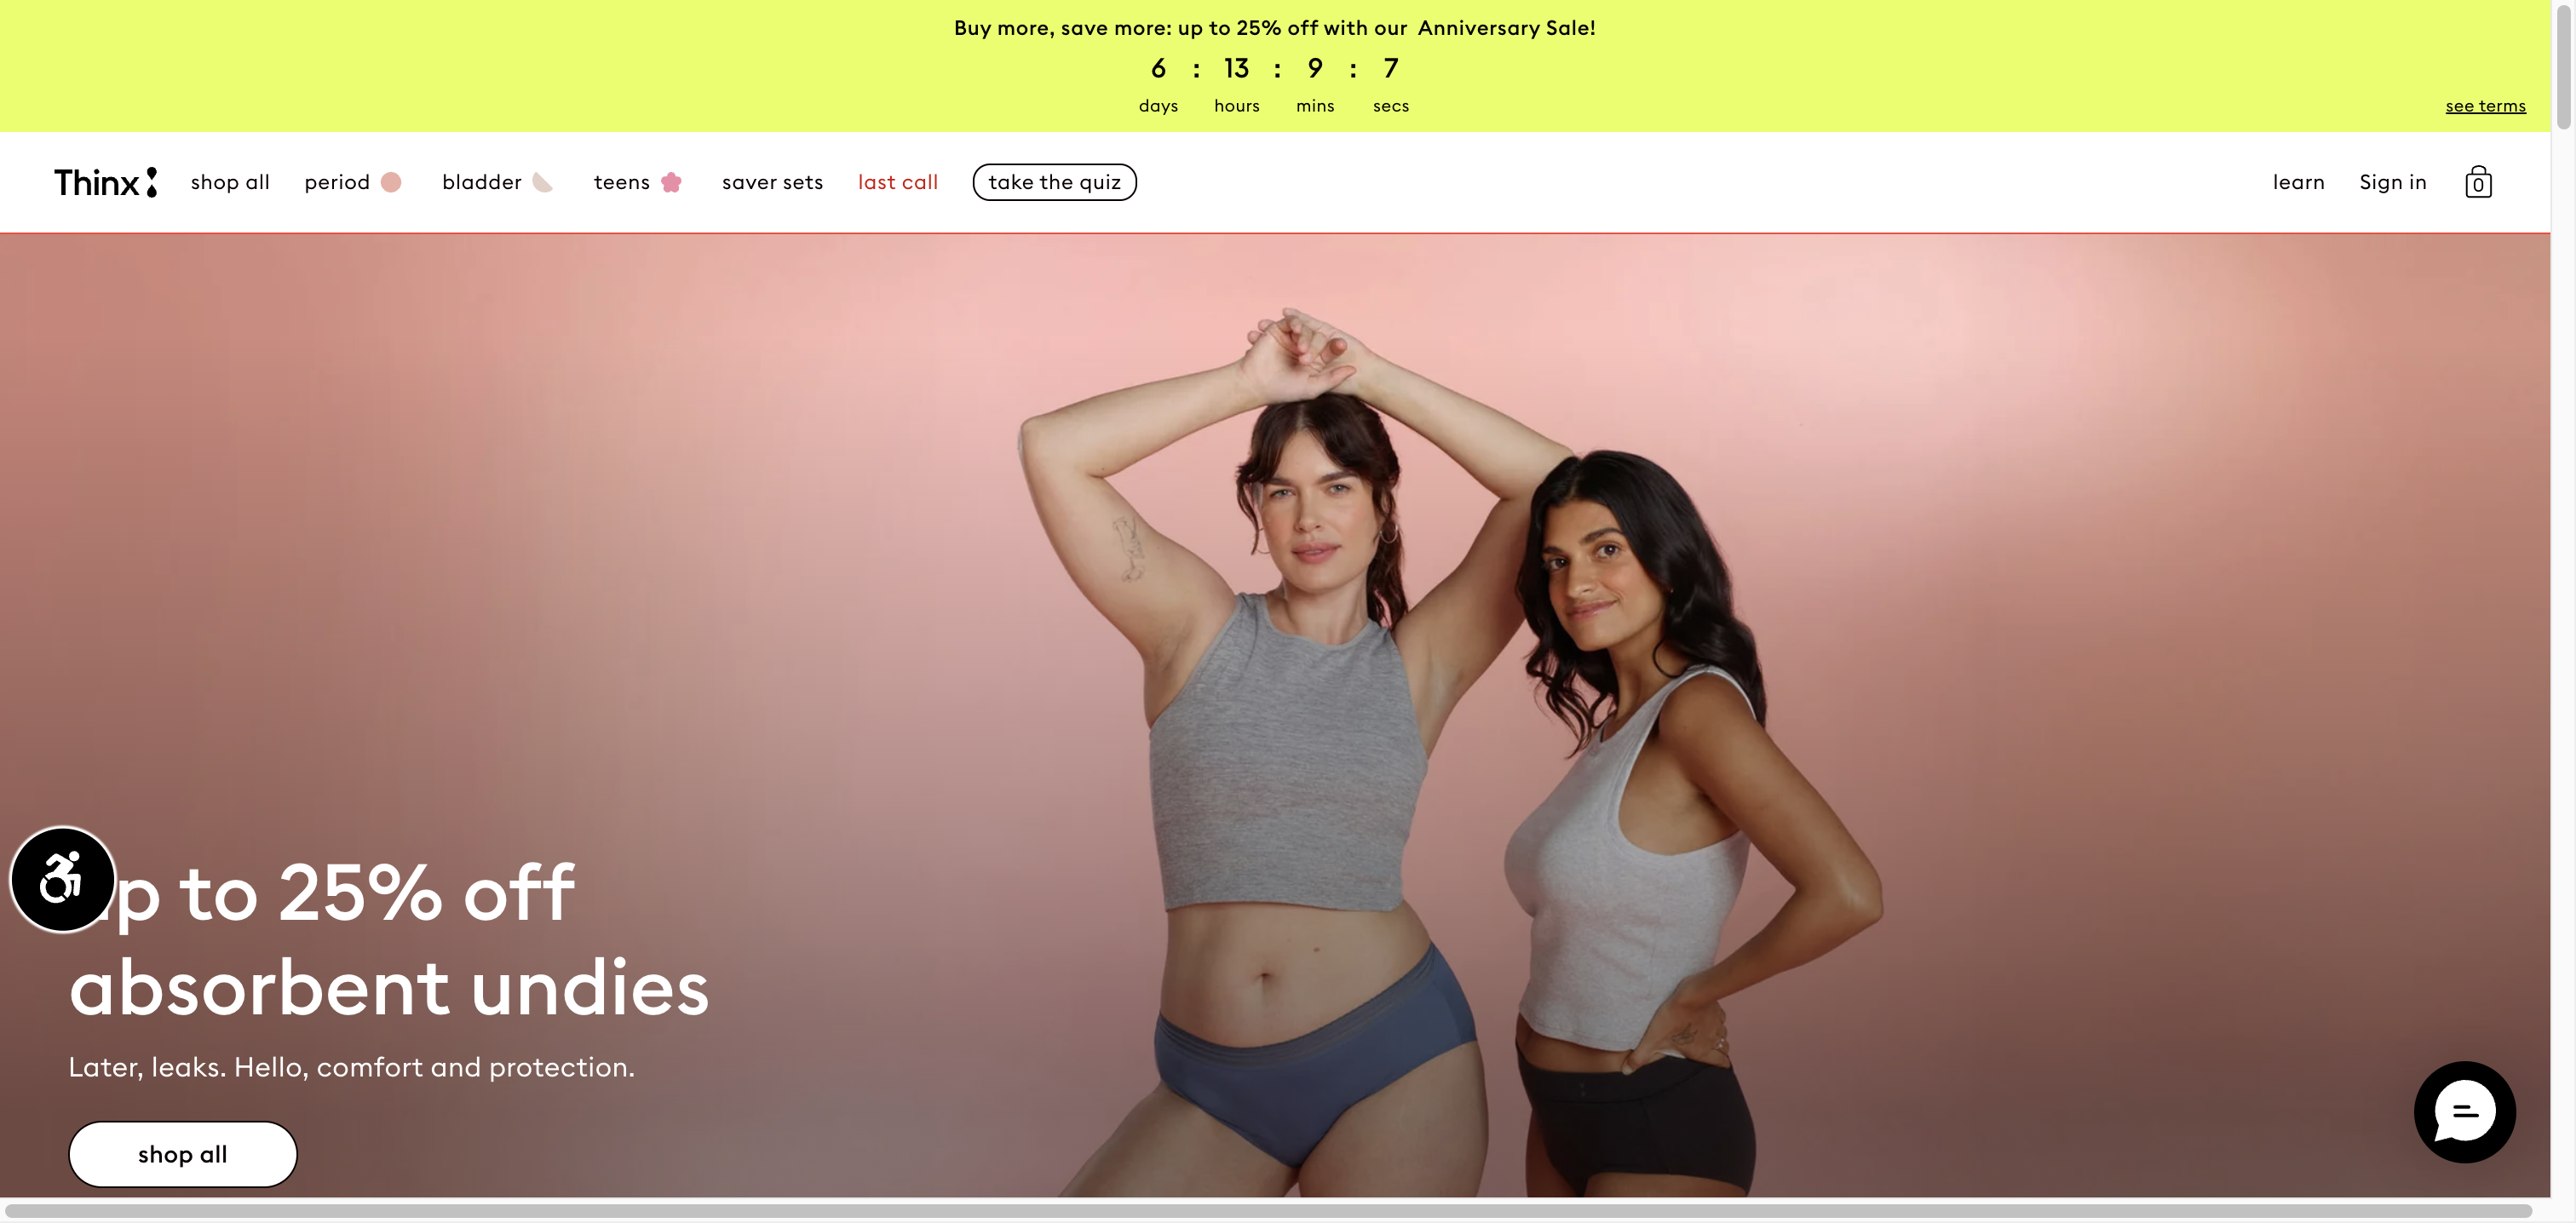 Buy more, save more: up to 25% off with our Anniversary Sale!
6 : 13 : 9 : 7
days hours mins secs
see terms
Thinx shop all period bladder teens saver sets last call take the quiz learn Sign in 0
up to 25% off
absorbent undies
Later, leaks. Hello, comfort and protection.
shop all